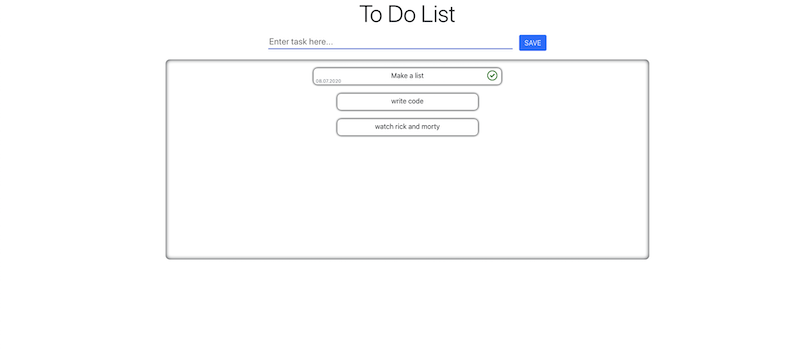 To Do List
Enter task here...
SAVE
Make a list
09.07.2020
write code
watch rick and morty